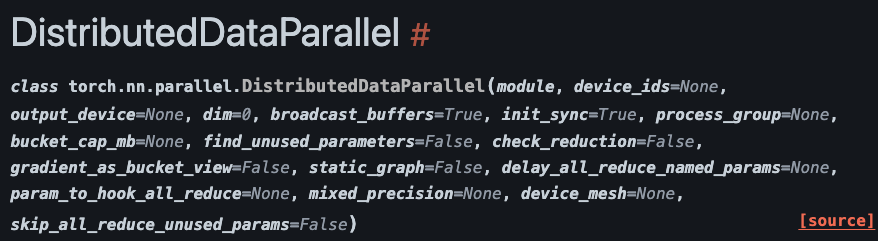 DistributedDataParallel #
class torch.nn.parallel.DistributedDataParallel(module, device_ids=None,
output_device=None, dim=0, broadcast_buffers=True, init_sync=True, process_group=None,
bucket_cap_mb=None, find_unused_parameters=False, check_reduction=False,
gradient_as_bucket_view=False, static_graph=False, delay_all_reduce_named_params=None,
param_to_hook_all_reduce=None, mixed_precision=None, device_mesh=None,
skip_all_reduce_unused_params=False) [source]